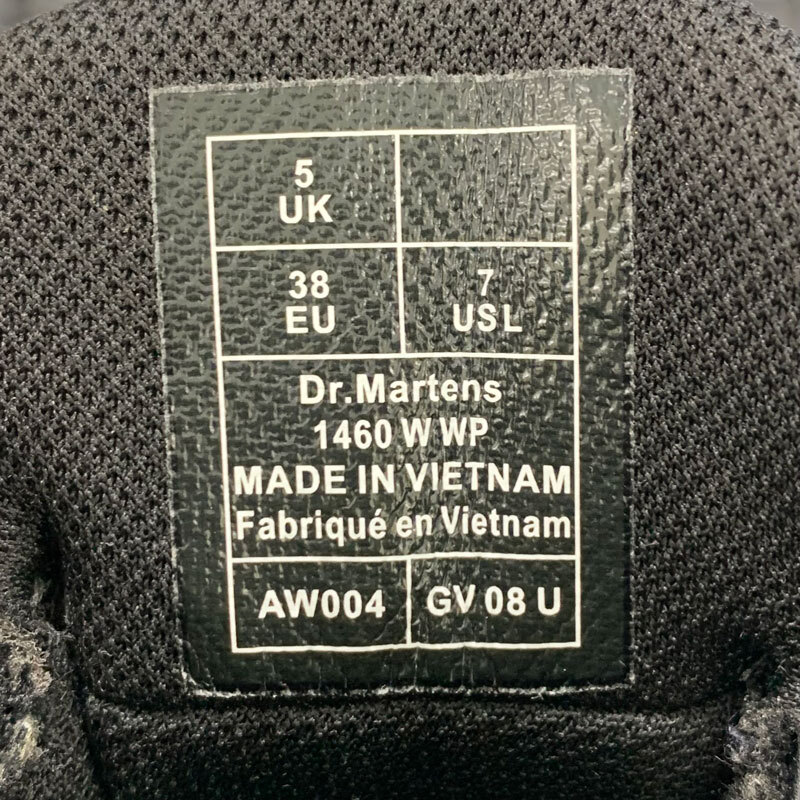 5
UK
38
EU
7
USL
Dr.Martens
1460 W WP
MADE IN VIETNAM
Fabriqué en Vietnam
AW004
GV 08 U